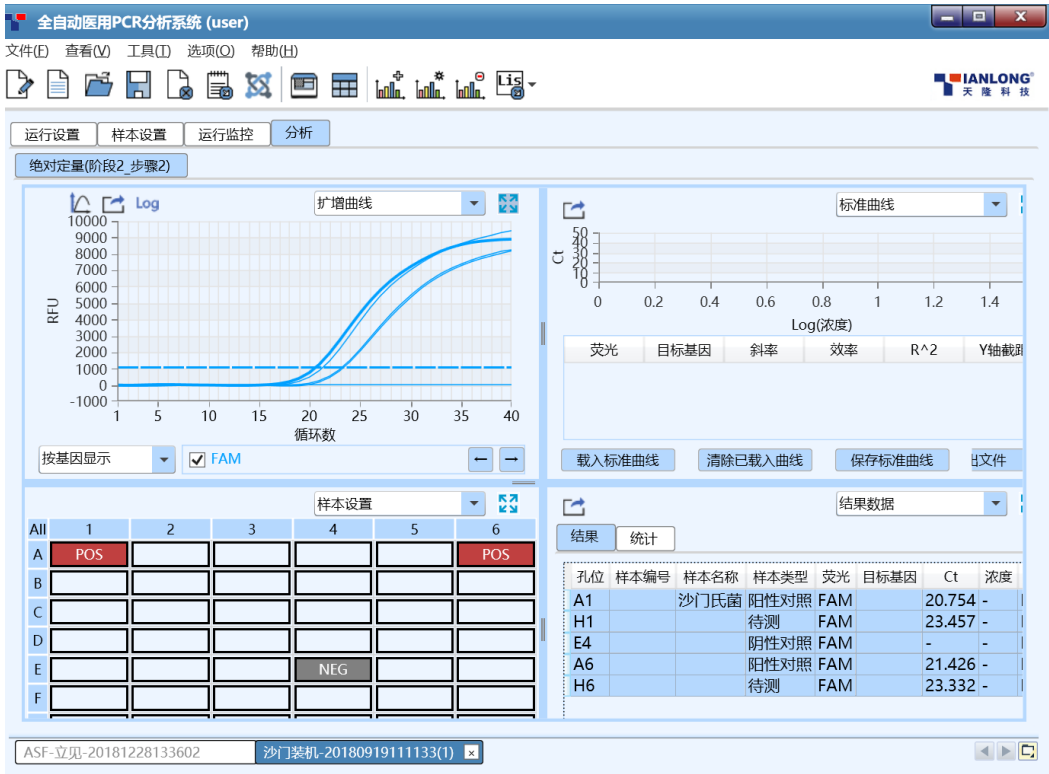 全自动医用PCR分析系统 (user)
文件(F) 查看(V) 工具(T) 选项(O) 帮助(H)
Lis
TIANLONG
天隆科技
运行设置 样本设置 运行监控 分析
绝对定量(阶段2_步骤2)
Log 扩增曲线
10000
9000
8000
7000
6000
5000
4000
3000
2000
1000
0
-1000
RFU
1 5 10 15 20 25 30 35 40
循环数
按基因显示 FAM
标准曲线
50
40
30
20
10
0
Ct
0 0.2 0.4 0.6 0.8 1 1.2 1.4
Log(浓度)
荧光 目标基因 斜率 效率 R^2 Y轴截距
载入标准曲线 清除已载入曲线 保存标准曲线 出文件
样本设置
All 1 2 3 4 5 6
A POS POS
B
C
D
E NEG
F
结果数据
结果 统计
孔位 样本编号 样本名称 样本类型 荧光 目标基因 Ct 浓度
A1 沙门氏菌 阳性对照 FAM 20.754 -
H1 待测 FAM 23.457 -
E4 阴性对照 FAM - -
A6 阳性对照 FAM 21.426 -
H6 待测 FAM 23.332 -
ASF-立见-20181228133602 沙门装机-20180919111133(1)